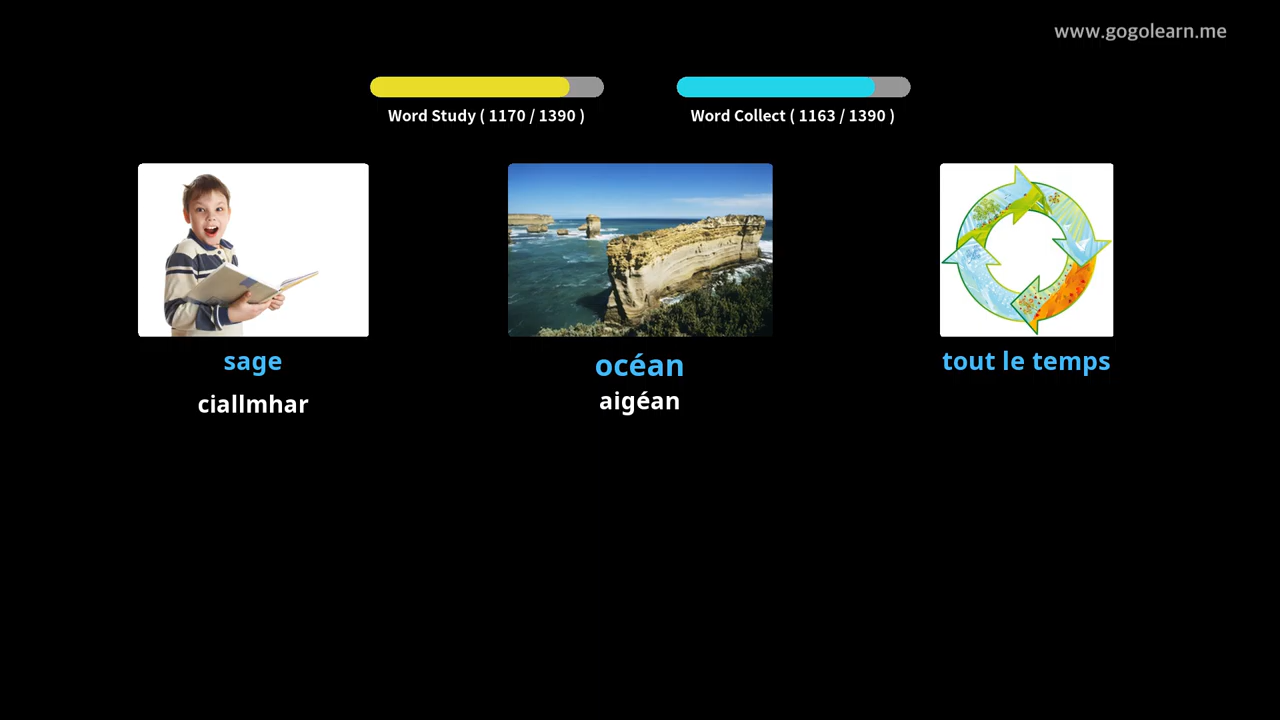 www.gogolearn.me
Word Study ( 1170 / 1390 )
Word Collect ( 1163 / 1390 )
sage
ciallmhar
océan
aigéan
tout le temps